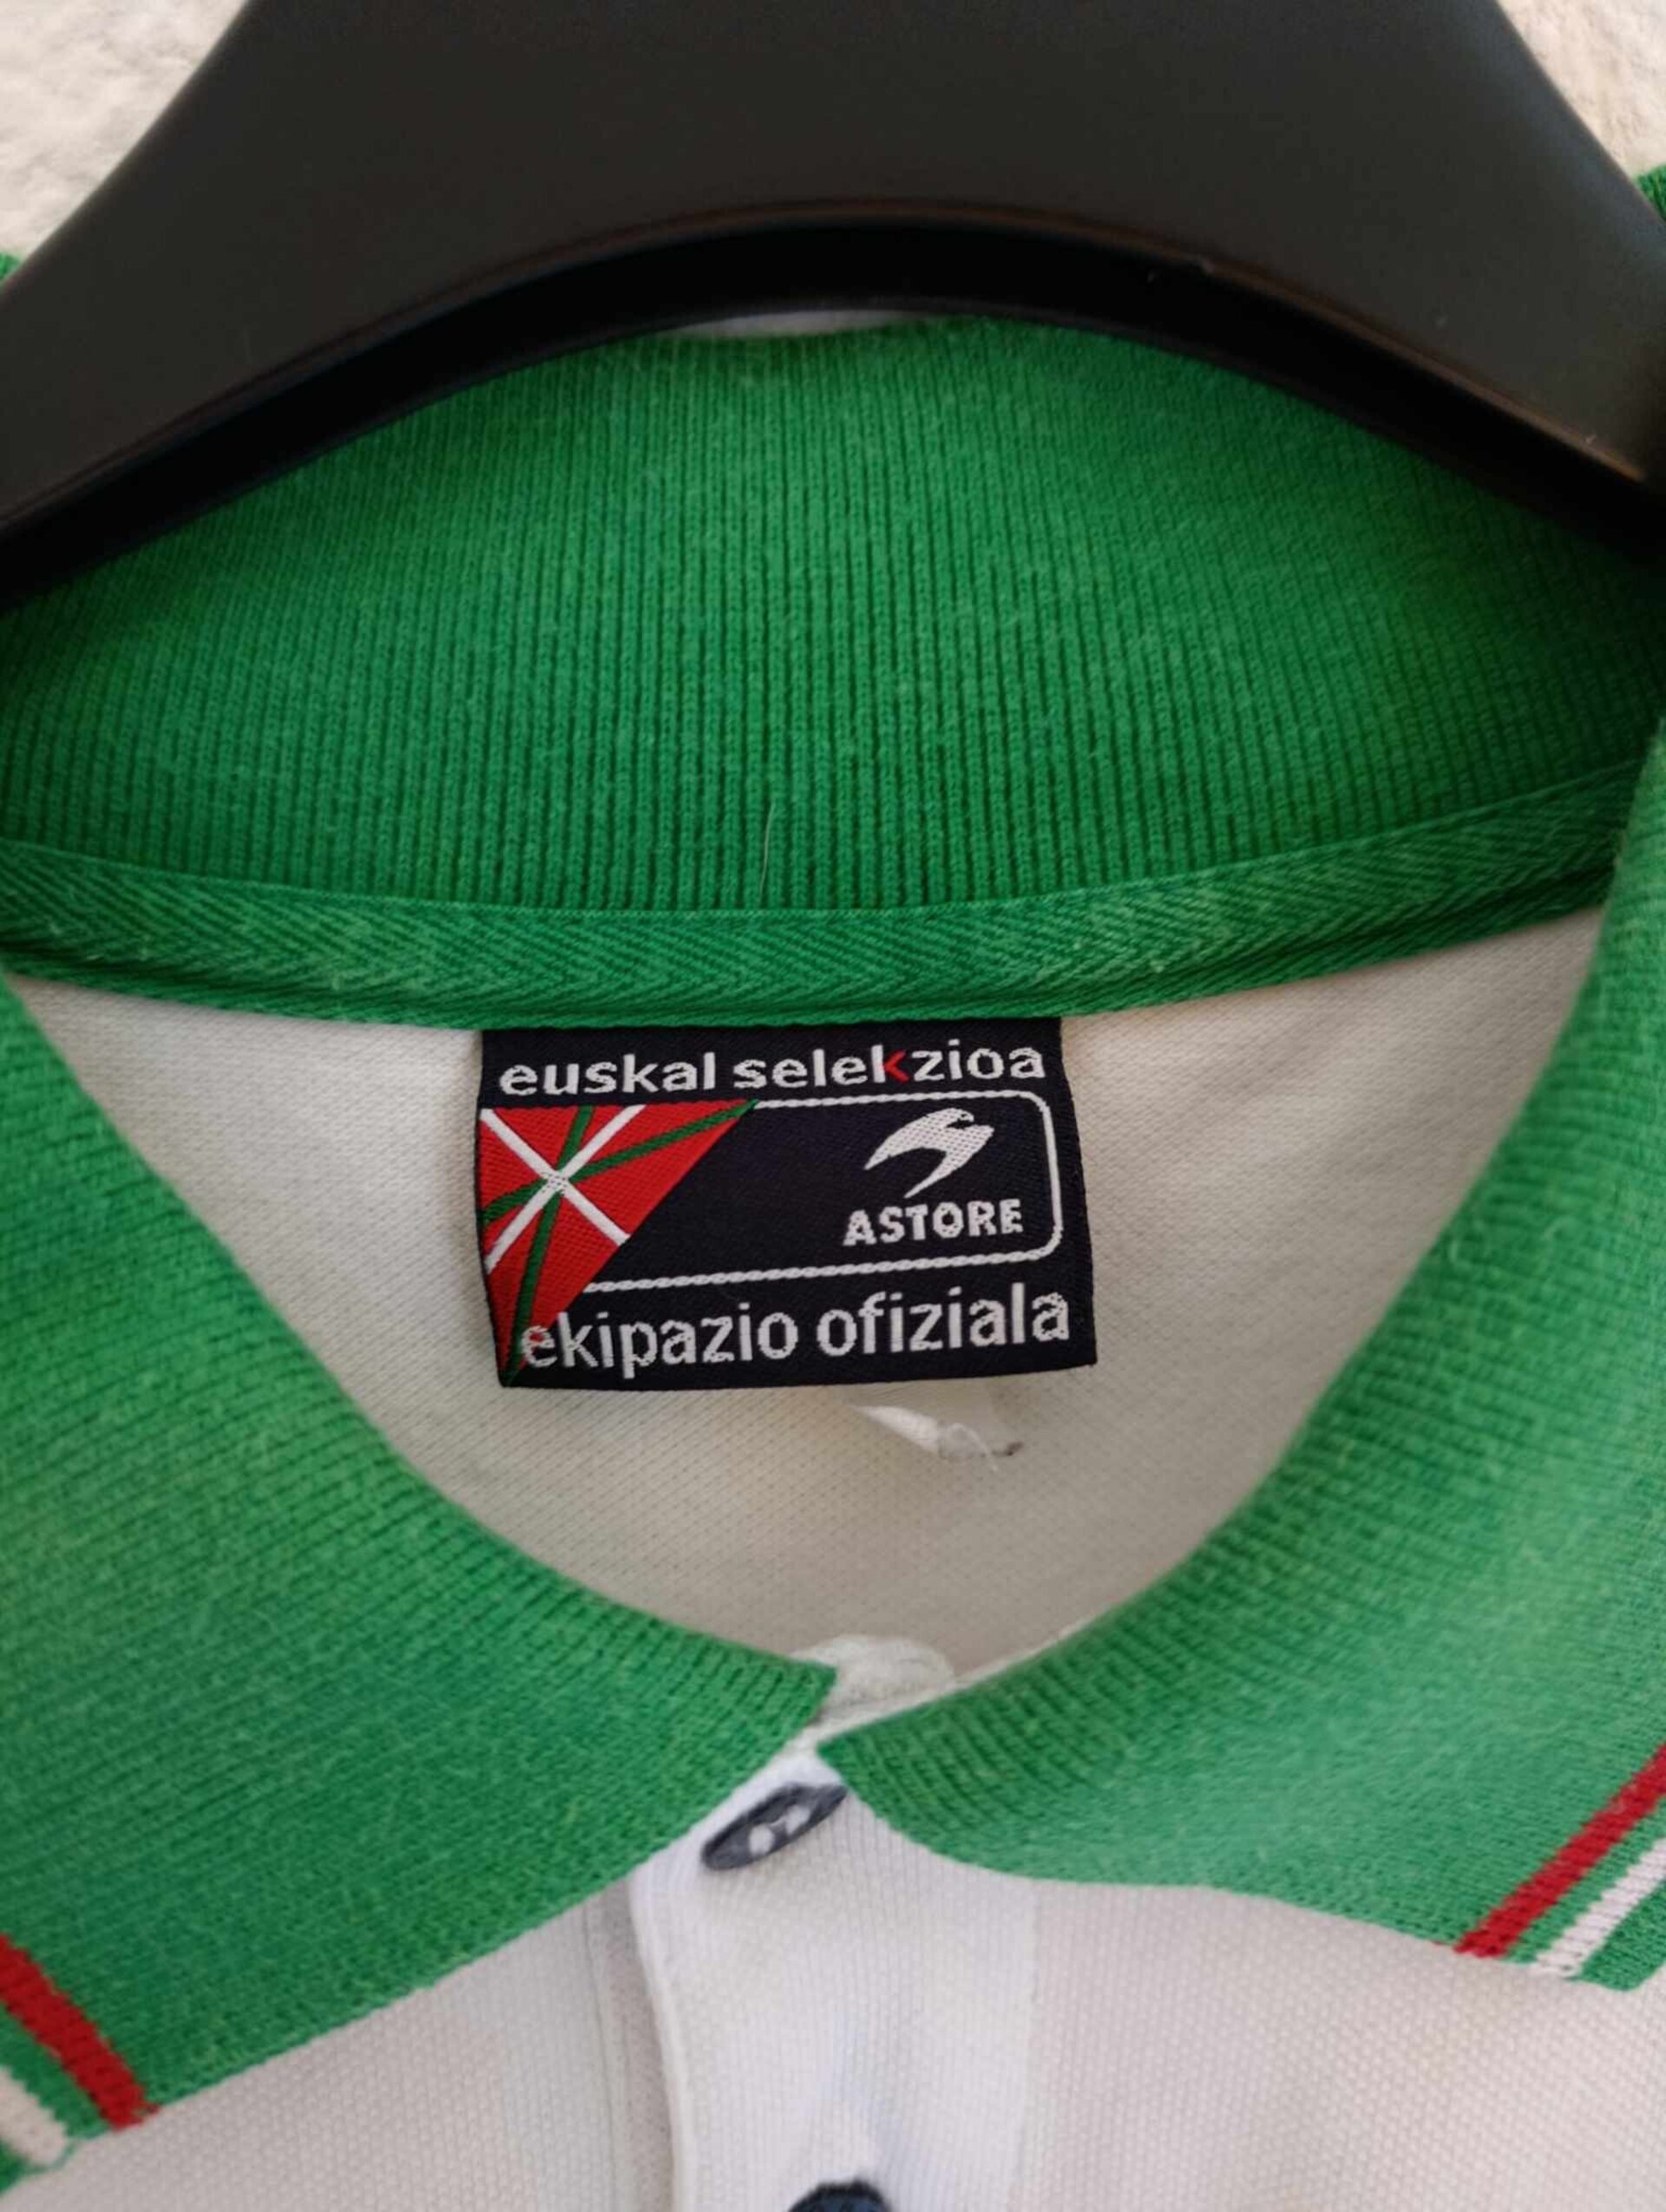 euskal selekzioa
ASTORE
ekipazio ofiziala